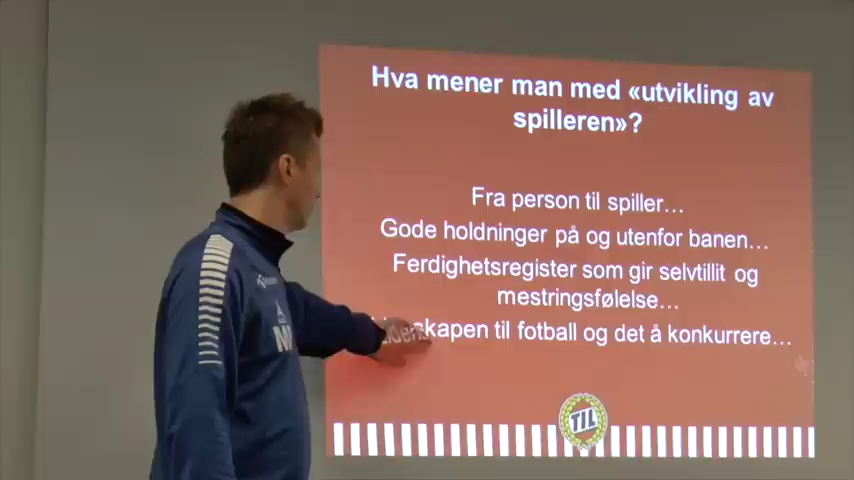 Hva mener man med «utvikling av
spilleren»?
Fra person til spiller…
Gode holdninger på og utenfor banen…
Ferdighetsregister som gir selvtillit og
mestringsfølelse…
Lidenskapen til fotball og det å konkurrere…
TIL